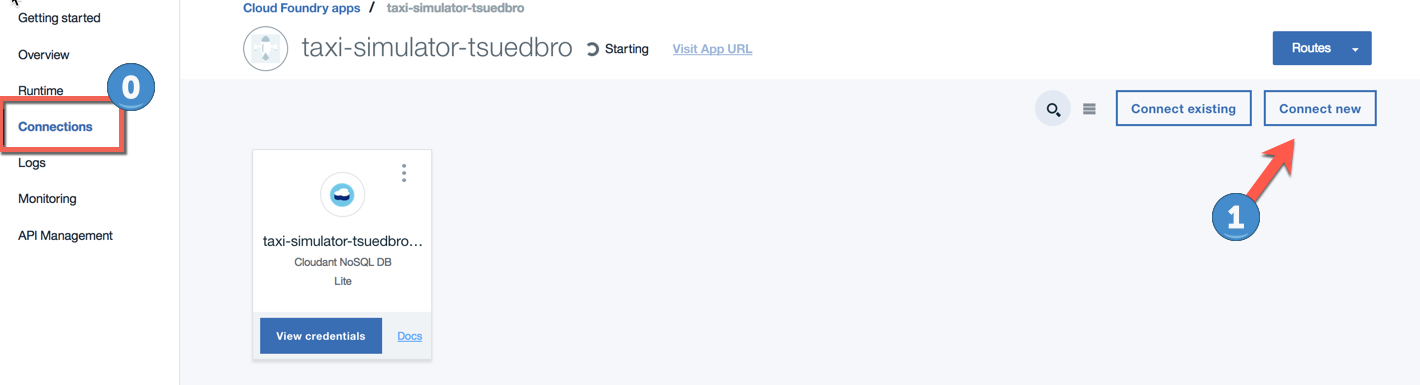 Getting started
Overview
Runtime
0
Connections
Logs
Monitoring
API Management
Cloud Foundry apps / taxi-simulator-tsuedbro
taxi-simulator-tsuedbro Starting Visit App URL
Routes
Connect existing Connect new
1
taxi-simulator-tsuedbro...
Cloudant NoSQL DB
Lite
View credentials Docs